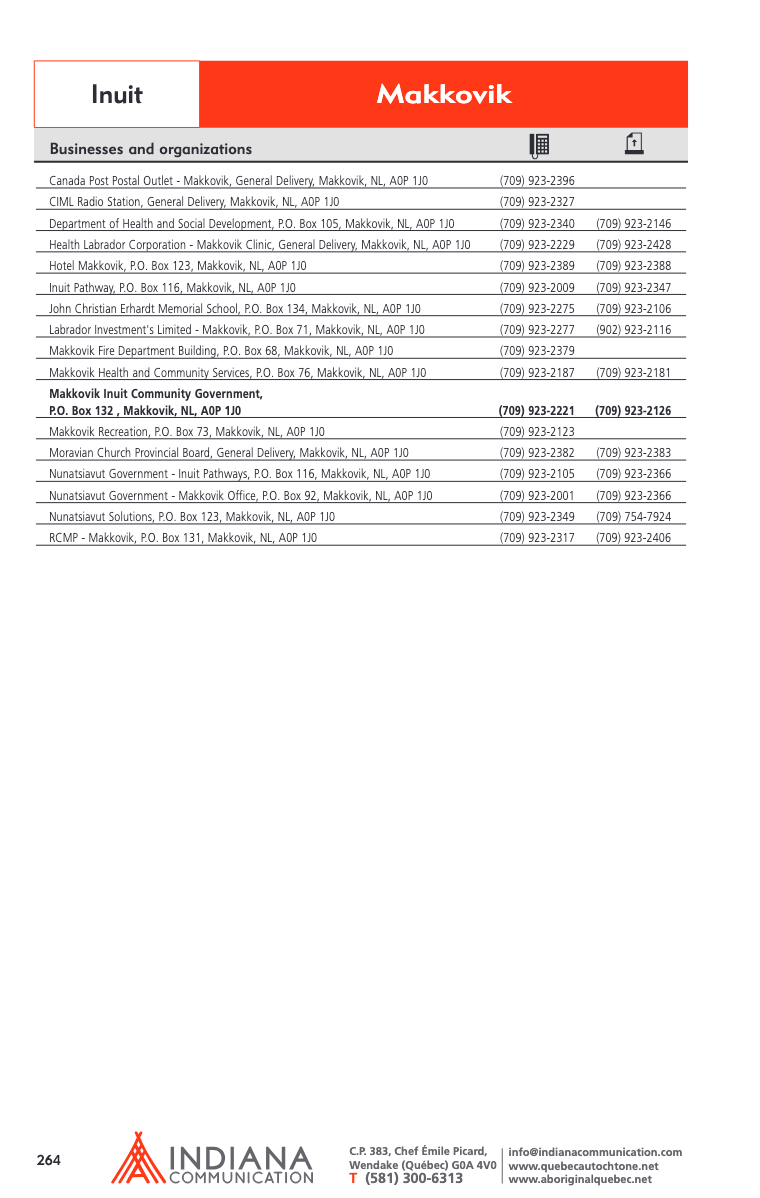 Inuit
Makkovik
Businesses and organizations
Canada Post Postal Outlet - Makkovik, General Delivery, Makkovik, NL, A0P 1J0 (709) 923-2396
CIML Radio Station, General Delivery, Makkovik, NL, A0P 1J0 (709) 923-2327
Department of Health and Social Development, P.O. Box 105, Makkovik, NL, A0P 1J0 (709) 923-2340 (709) 923-2146
Health Labrador Corporation - Makkovik Clinic, General Delivery, Makkovik, NL, A0P 1J0 (709) 923-2229 (709) 923-2428
Hotel Makkovik, P.O. Box 123, Makkovik, NL, A0P 1J0 (709) 923-2389 (709) 923-2388
Inuit Pathway, P.O. Box 116, Makkovik, NL, A0P 1J0 (709) 923-2009 (709) 923-2347
John Christian Erhardt Memorial School, P.O. Box 134, Makkovik, NL, A0P 1J0 (709) 923-2275 (709) 923-2106
Labrador Investment's Limited - Makkovik, P.O. Box 71, Makkovik, NL, A0P 1J0 (709) 923-2277 (902) 923-2116
Makkovik Fire Department Building, P.O. Box 68, Makkovik, NL, A0P 1J0 (709) 923-2379
Makkovik Health and Community Services, P.O. Box 76, Makkovik, NL, A0P 1J0 (709) 923-2187 (709) 923-2181
Makkovik Inuit Community Government,
P.O. Box 132 , Makkovik, NL, A0P 1J0 (709) 923-2221 (709) 923-2126
Makkovik Recreation, P.O. Box 73, Makkovik, NL, A0P 1J0 (709) 923-2123
Moravian Church Provincial Board, General Delivery, Makkovik, NL, A0P 1J0 (709) 923-2382 (709) 923-2383
Nunatsiavut Government - Inuit Pathways, P.O. Box 116, Makkovik, NL, A0P 1J0 (709) 923-2105 (709) 923-2366
Nunatsiavut Government - Makkovik Office, P.O. Box 92, Makkovik, NL, A0P 1J0 (709) 923-2001 (709) 923-2366
Nunatsiavut Solutions, P.O. Box 123, Makkovik, NL, A0P 1J0 (709) 923-2349 (709) 754-7924
RCMP - Makkovik, P.O. Box 131, Makkovik, NL, A0P 1J0 (709) 923-2317 (709) 923-2406
264
INDIANA
COMMUNICATION
C.P. 383, Chef Émile Picard,
Wendake (Québec) G0A 4V0
T (581) 300-6313
info@indianacommunication.com
www.quebecautochtone.net
www.aboriginalquebec.net